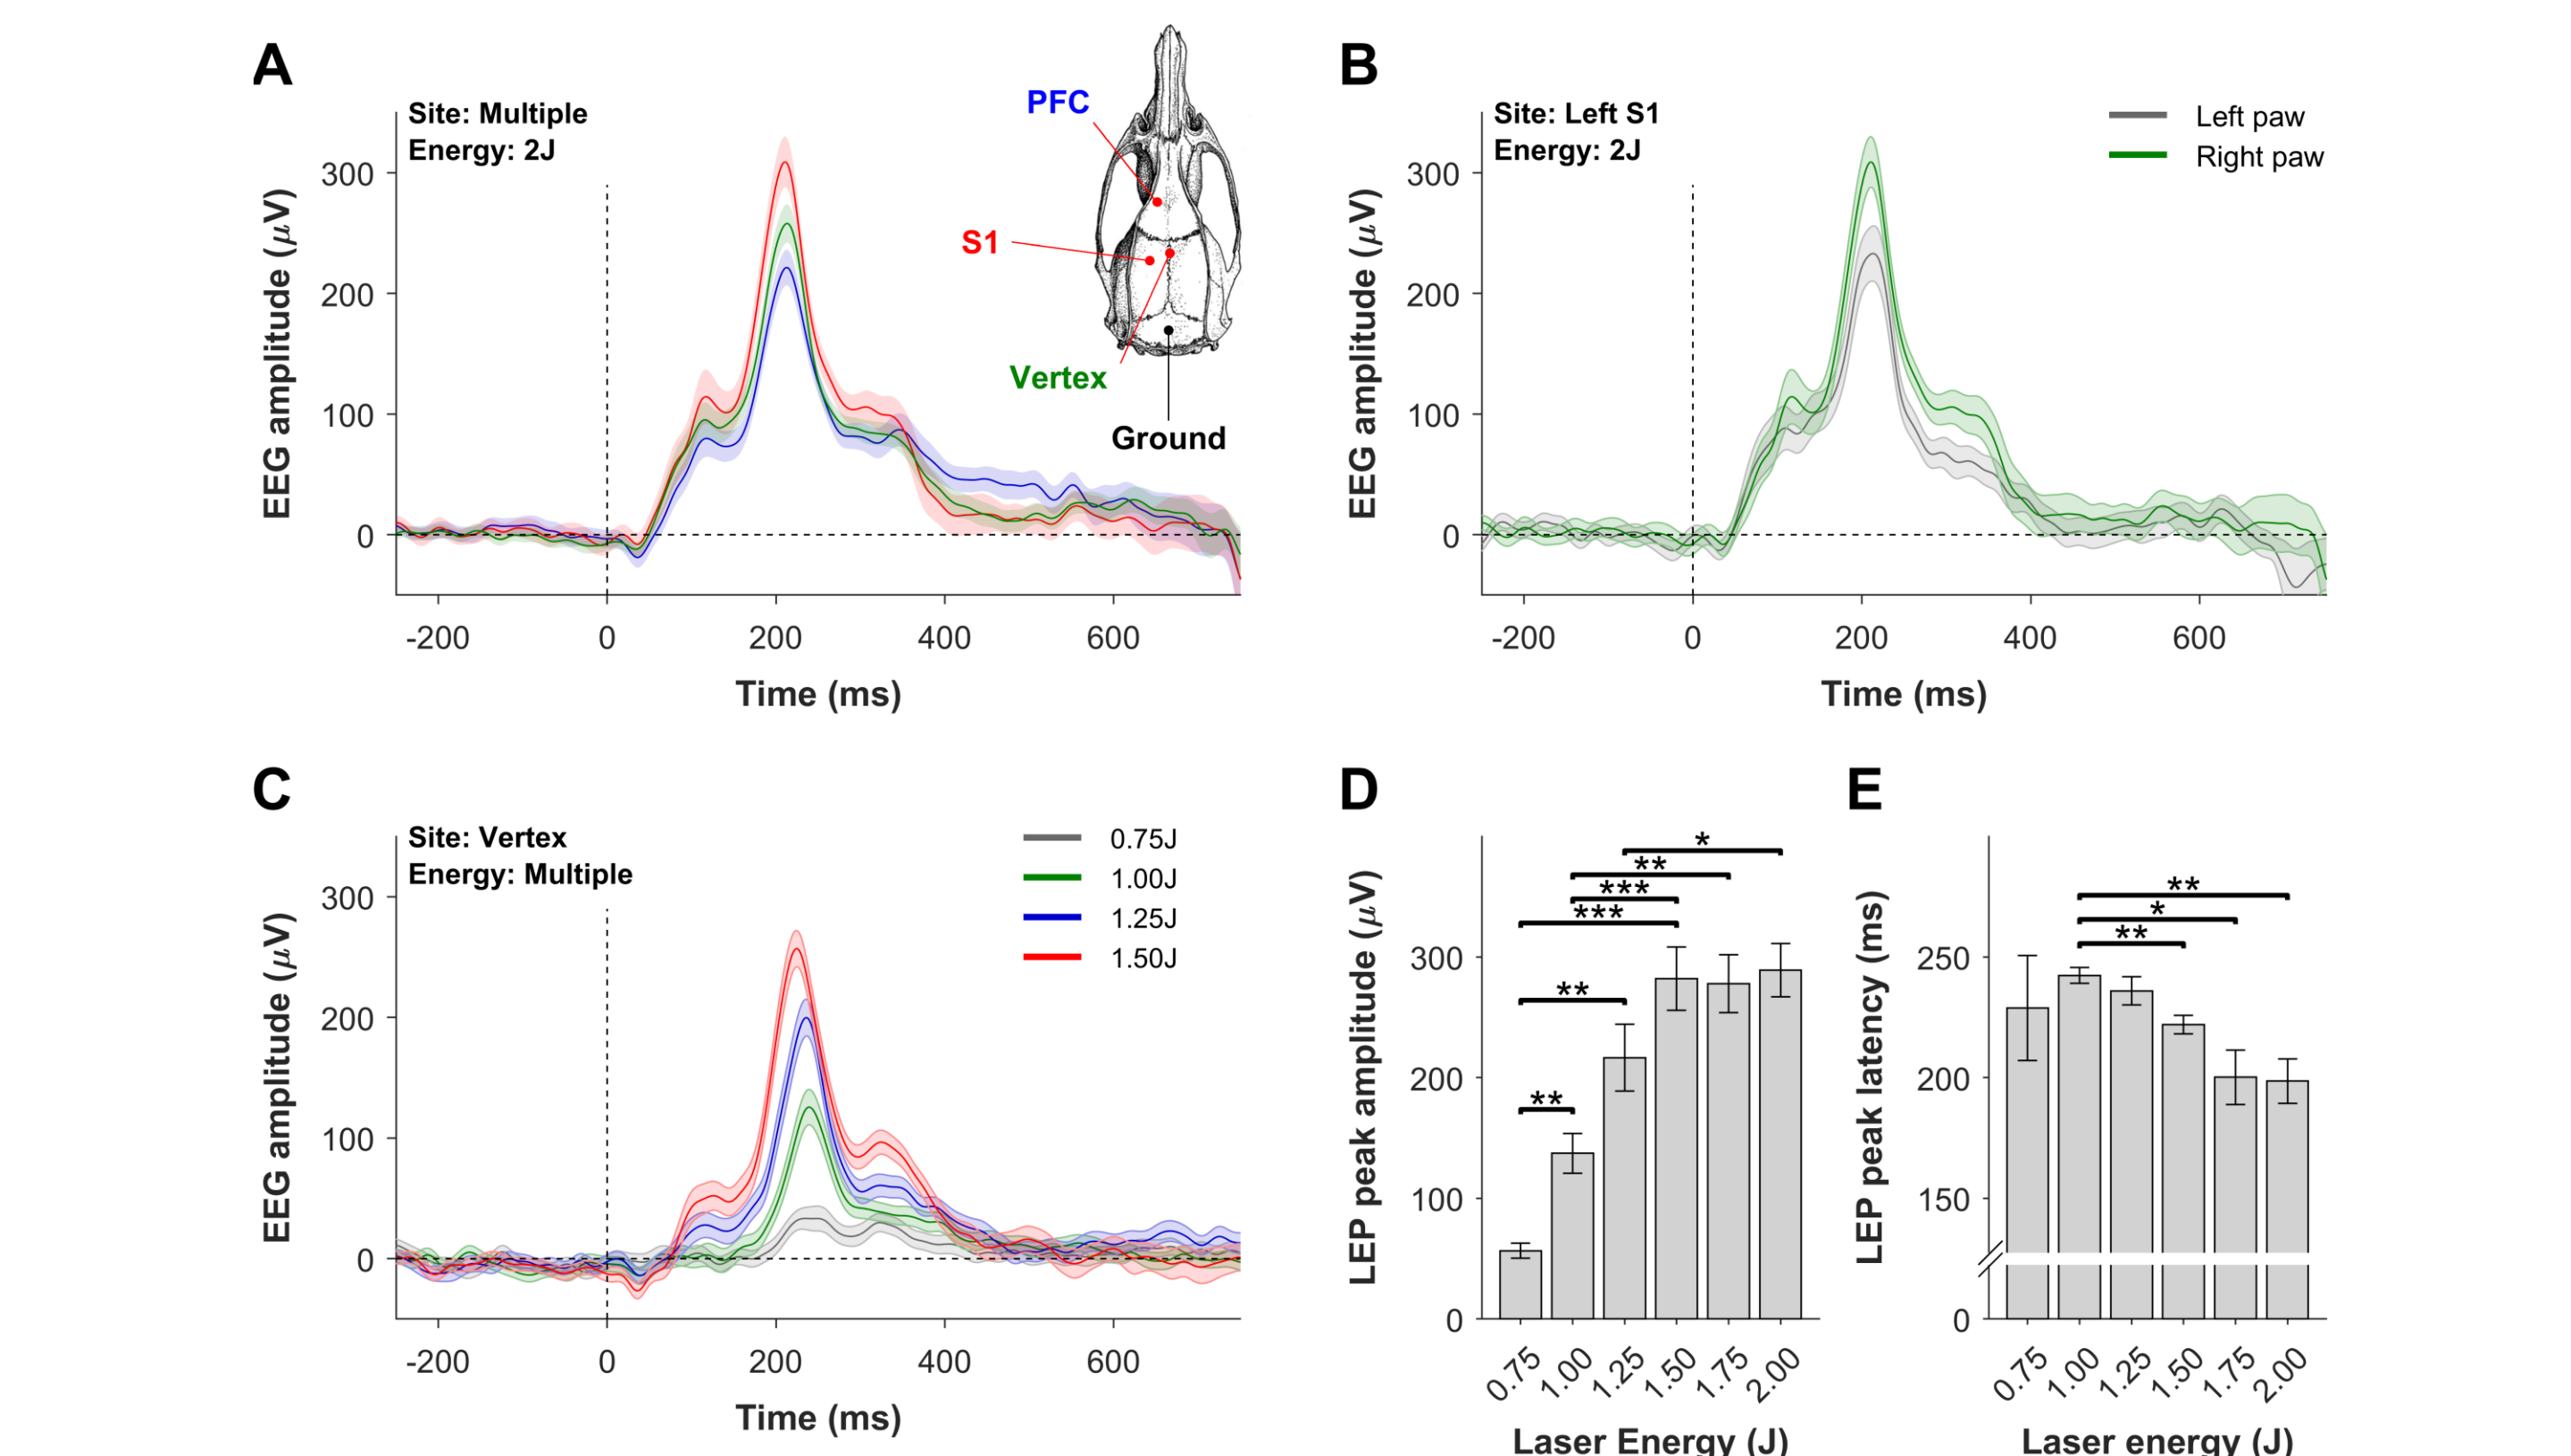 A
Site: Multiple
Energy: 2J
EEG amplitude (μV)
300
200
100
0
-200
0
200
400
600
Time (ms)
PFC
S1
Vertex
Ground
B
Site: Left S1
Energy: 2J
Left paw
Right paw
EEG amplitude (μV)
300
200
100
0
-200
0
200
400
600
Time (ms)
C
Site: Vertex
Energy: Multiple
0.75J
1.00J
1.25J
1.50J
EEG amplitude (μV)
300
200
100
0
-200
0
200
400
600
Time (ms)
D
LEP peak amplitude (μV)
300
200
100
0
*
**
***
***
**
**
0.75
1.00
1.25
1.50
1.75
2.00
Laser Energy (J)
E
LEP peak latency (ms)
250
200
150
0
**
*
**
0.75
1.00
1.25
1.50
1.75
2.00
Laser energy (J)